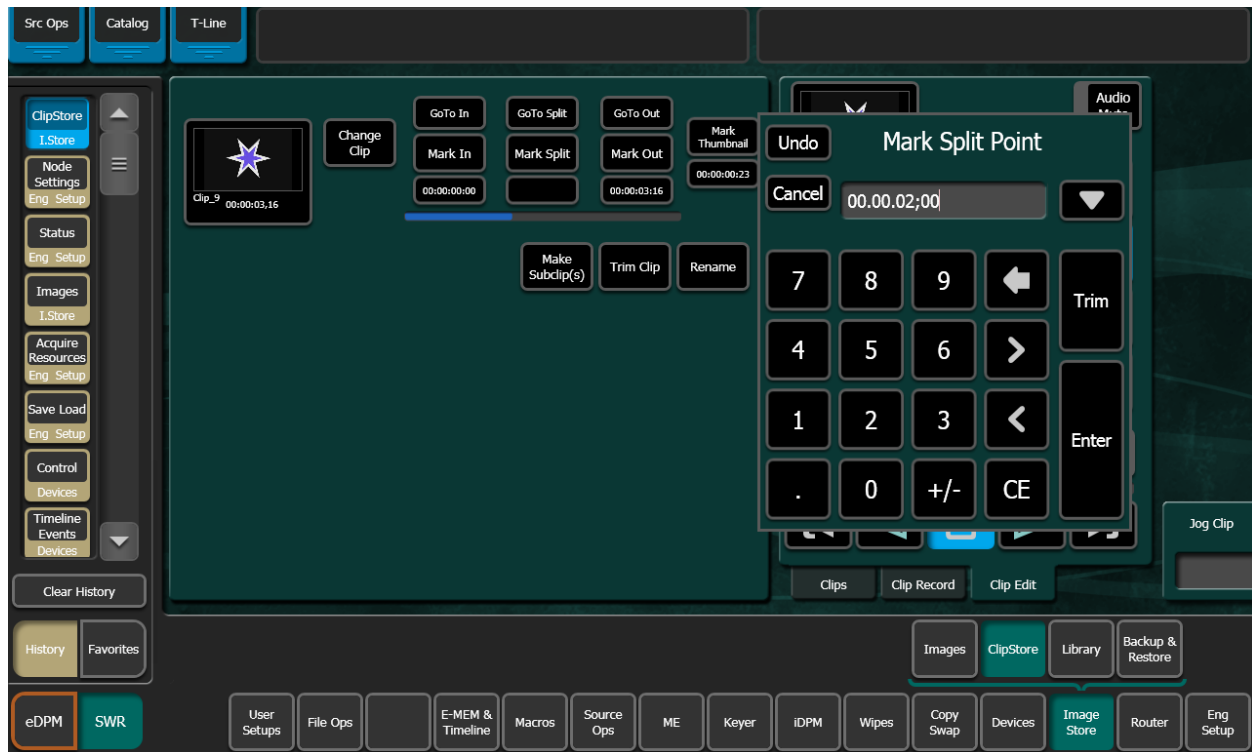 Src Ops
Catalog
T-Line
ClipStore
I.Store
Node
Settings
Eng Setup
Status
Eng Setup
Images
I.Store
Acquire
Resources
Eng Setup
Save Load
Eng Setup
Control
Devices
Timeline
Events
Devices
Clear History
History
Favorites
Clip_9 00:00:03,16
Change
Clip
GoTo In
GoTo Split
GoTo Out
Mark In
Mark Split
Mark Out
Mark
Thumbnail
00:00:00:00
00:00:03:16
00:00:00:23
Make
Subclip(s)
Trim Clip
Rename
Audio
Mute
Undo
Mark Split Point
Cancel
00.00.02;00
7 8 9
Trim
4 5 6 >
1 2 3 <
Enter
. 0 +/- CE
Jog Clip
Clips
Clip Record
Clip Edit
Images
ClipStore
Library
Backup &
Restore
eDPM
SWR
User
Setups
File Ops
E-MEM &
Timeline
Macros
Source
Ops
ME
Keyer
iDPM
Wipes
Copy
Swap
Devices
Image
Store
Router
Eng
Setup